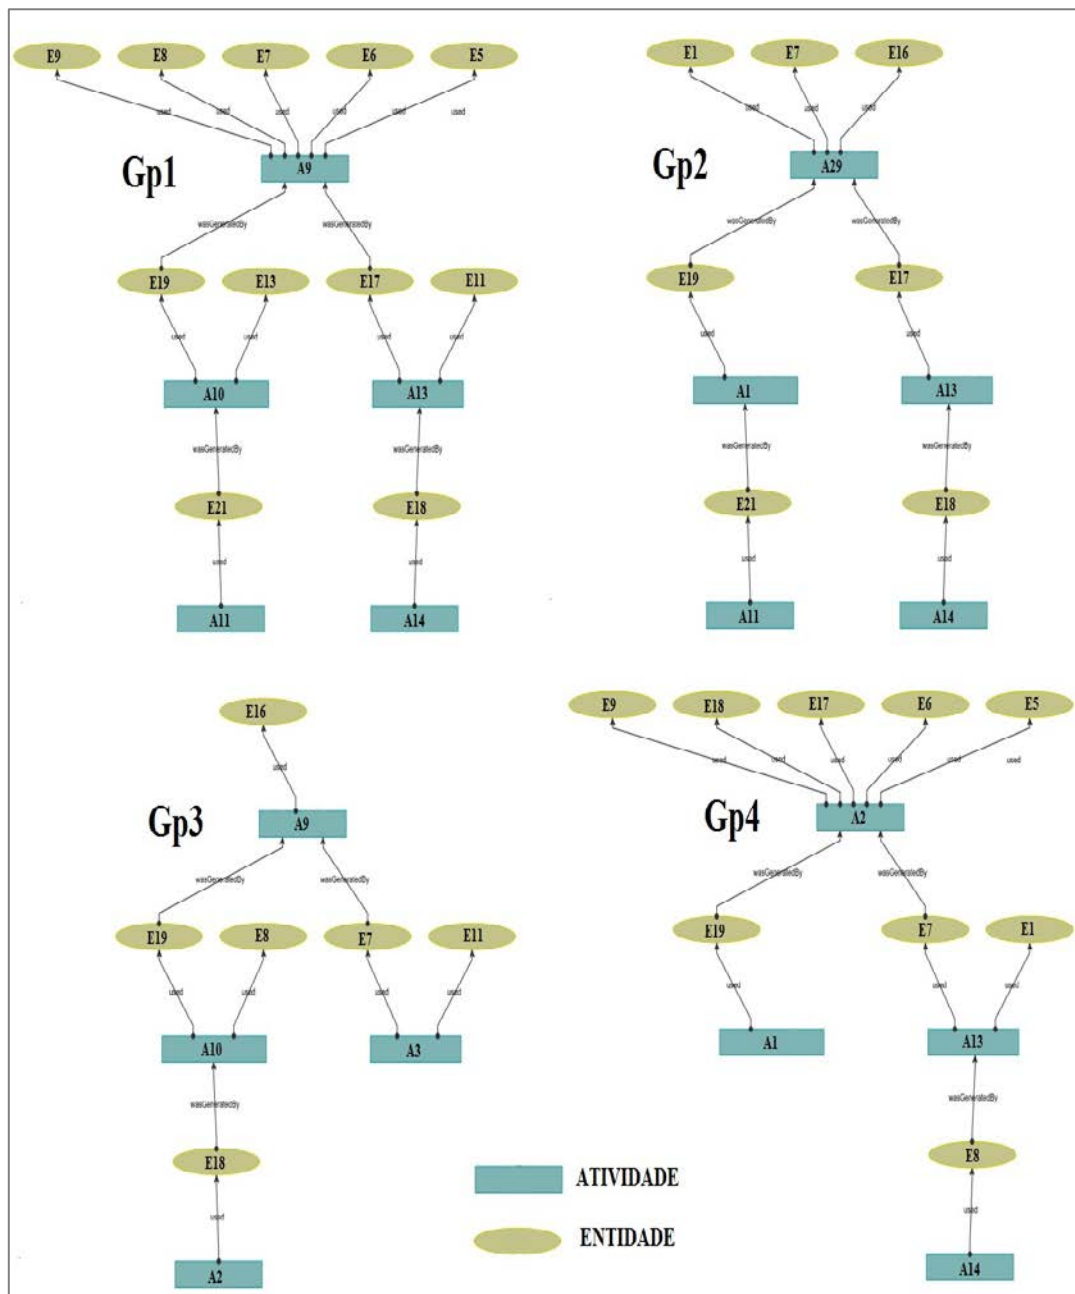 E9 E8 E7 E6 E5
used used used used used
Gp1
A9
wasGeneratedBy wasGeneratedBy
E19 E13 E17 E11
used used used used
A10 A13
wasGeneratedBy wasGeneratedBy
E21 E18
used used
A11 A14
E1 E7 E16
used used used
Gp2
A29
wasGeneratedBy wasGeneratedBy
E19 E17
used used
A1 A13
wasGeneratedBy wasGeneratedBy
E21 E18
used used
A11 A14
E16
used
Gp3
A9
wasGeneratedBy wasGeneratedBy
E19 E8 E7 E11
used used used used
A10 A3
wasGeneratedBy
E18
used
A2
E9 E18 E17 E6 E5
used used used used used used
Gp4
A2
wasGeneratedBy wasGeneratedBy
E19 E7 E1
used used used
A1 A13
wasGeneratedBy
E8
used
A14
ATIVIDADE
ENTIDADE